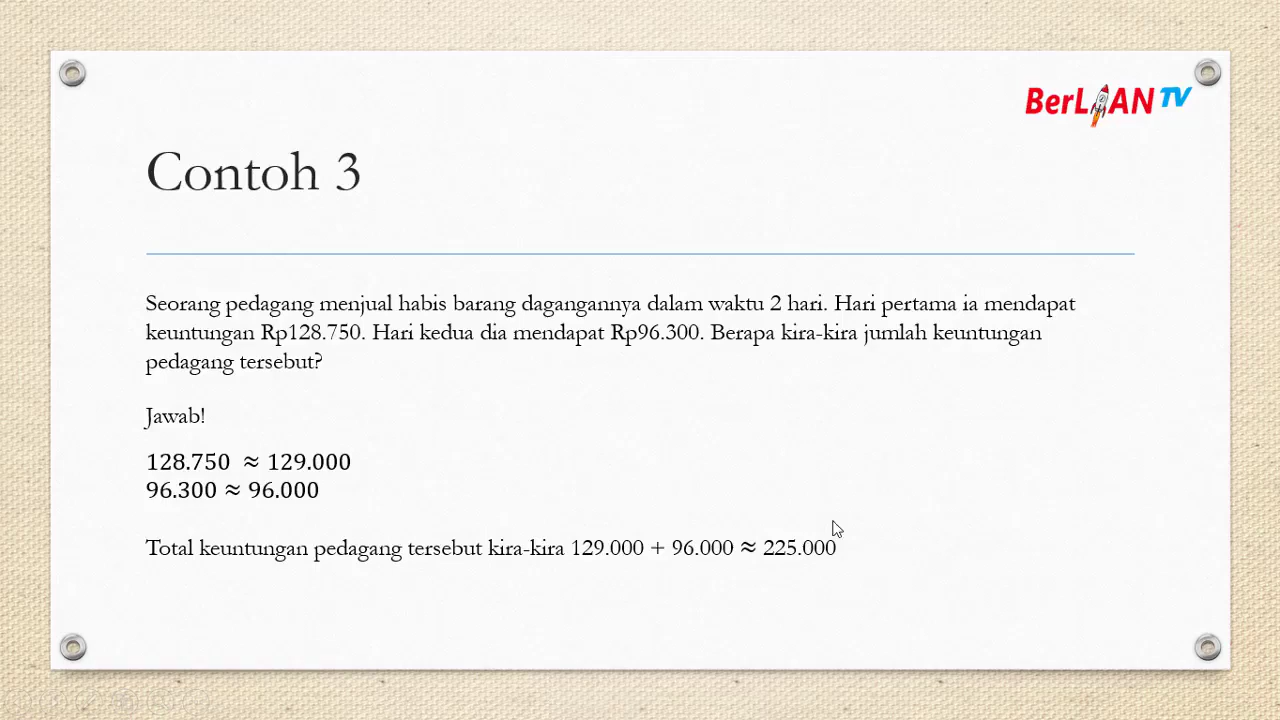 BerLIAN TV
Contoh 3
Seorang pedagang menjual habis barang dagangannya dalam waktu 2 hari. Hari pertama ia mendapat
keuntungan Rp128.750. Hari kedua dia mendapat Rp96.300. Berapa kira-kira jumlah keuntungan
pedagang tersebut?
Jawab!
128.750 ≈ 129.000
96.300 ≈ 96.000
Total keuntungan pedagang tersebut kira-kira 129.000 + 96.000 ≈ 225.000